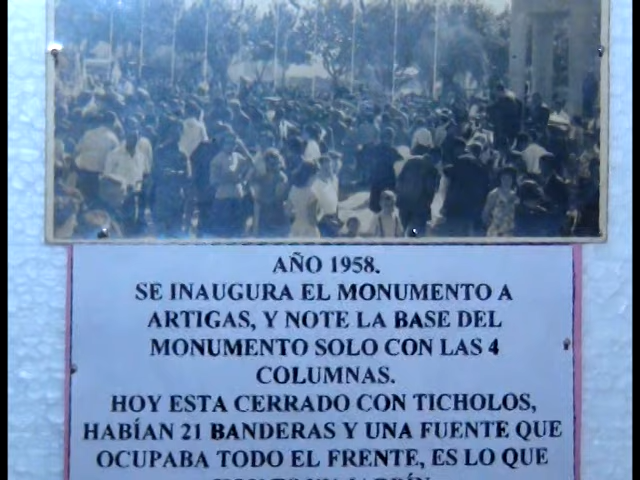 AÑO 1958.
SE INAUGURA EL MONUMENTO A
ARTIGAS, Y NOTE LA BASE DEL
MONUMENTO SOLO CON LAS 4
COLUMNAS.
HOY ESTA CERRADO CON TICHOLOS,
HABÍAN 21 BANDERAS Y UNA FUENTE QUE
OCUPABA TODO EL FRENTE, ES LO QUE